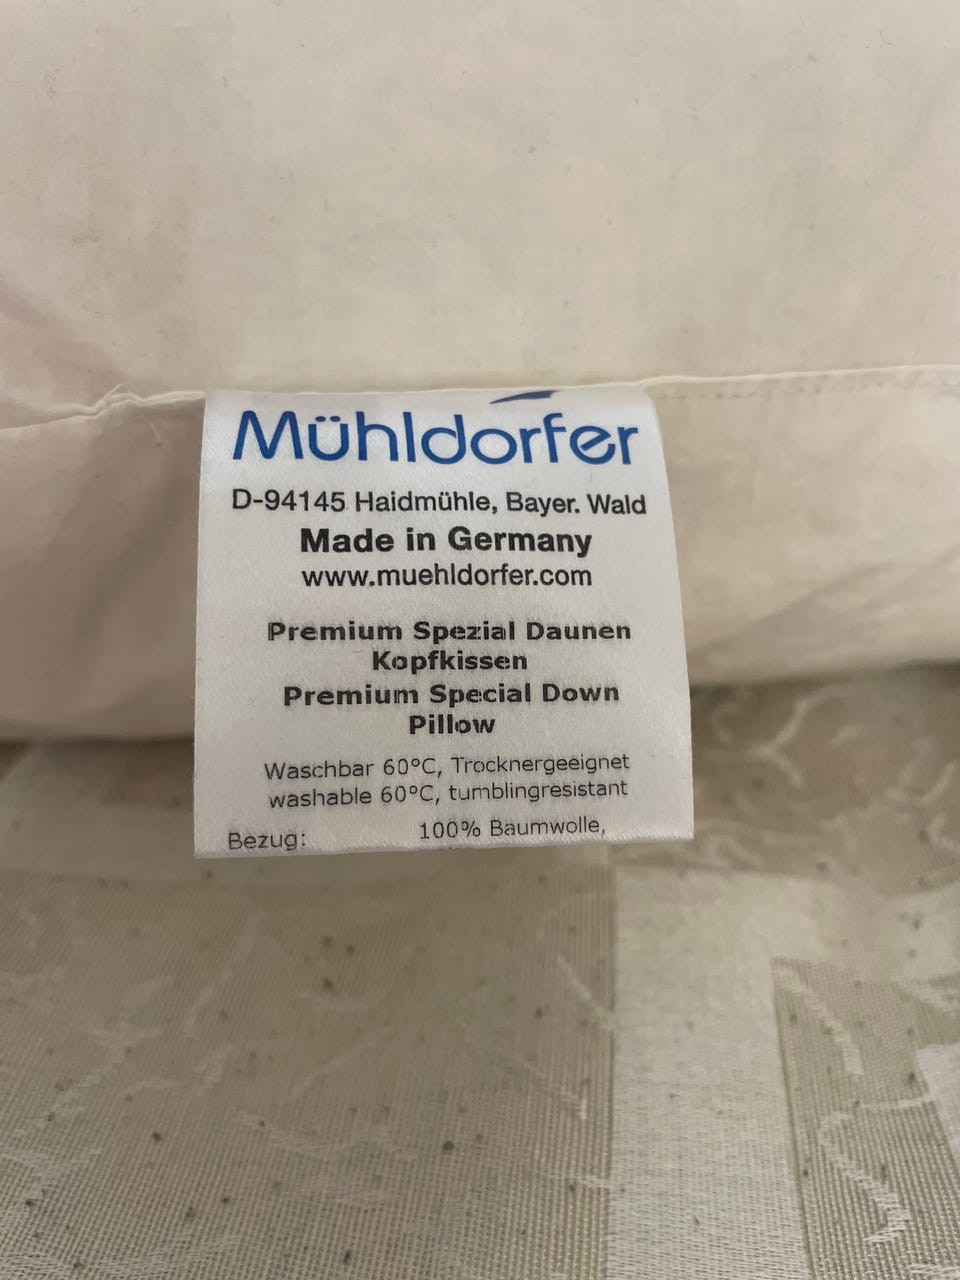 Mühldorfer
D-94145 Haidmühle, Bayer. Wald
Made in Germany
www.muehldorfer.com
Premium Spezial Daunen
Kopfkissen
Premium Special Down
Pillow
Waschbar 60°C, Trocknergeeignet
washable 60°C, tumblingresistant
Bezug: 100% Baumwolle,